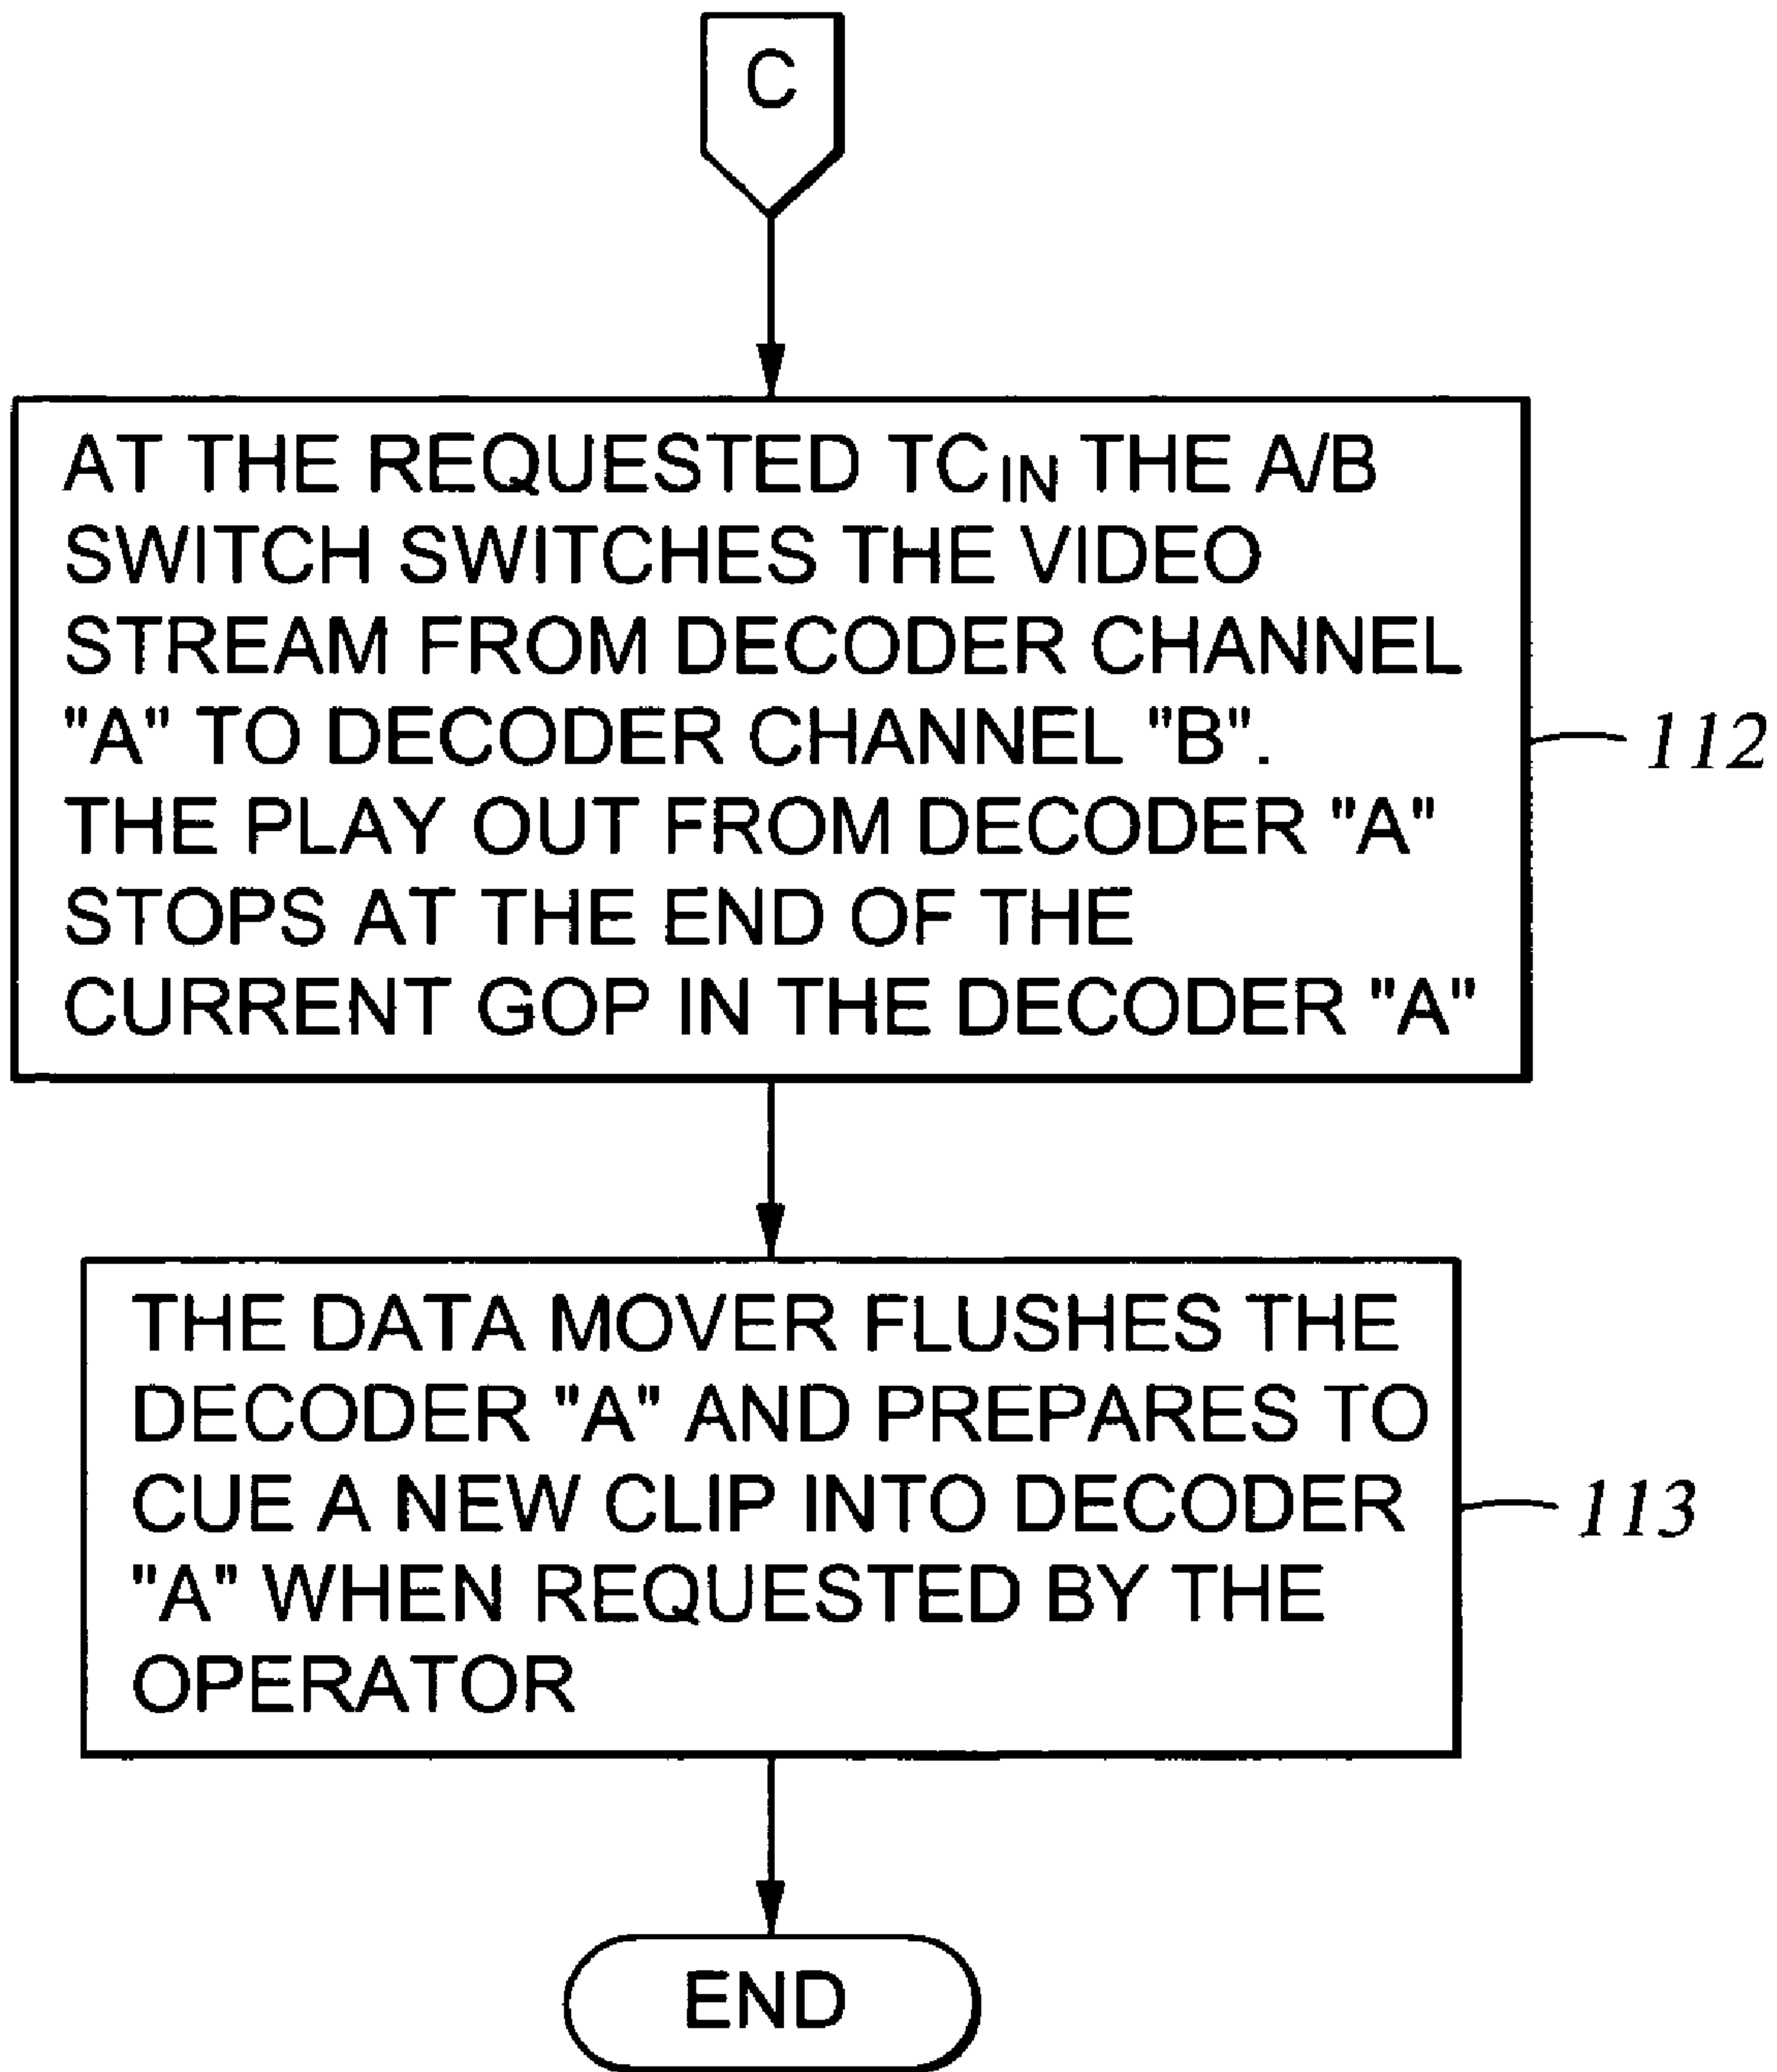 C
AT THE REQUESTED TC_IN THE A/B
SWITCH SWITCHES THE VIDEO
STREAM FROM DECODER CHANNEL
"A" TO DECODER CHANNEL "B".
THE PLAY OUT FROM DECODER "A"
STOPS AT THE END OF THE
CURRENT GOP IN THE DECODER "A"
112
THE DATA MOVER FLUSHES THE
DECODER "A" AND PREPARES TO
CUE A NEW CLIP INTO DECODER
"A" WHEN REQUESTED BY THE
OPERATOR
113
END